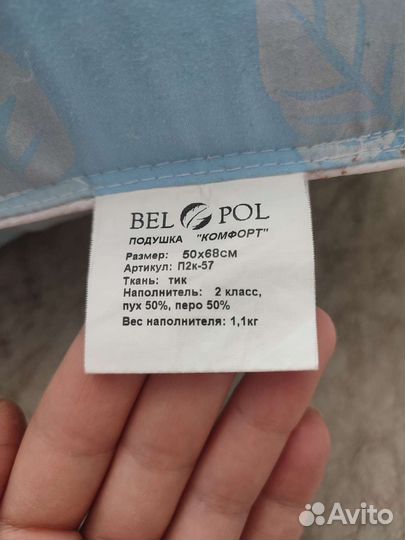 BEL POL
ПОДУШКА "КОМФОРТ"
Размер: 50х68см
Артикул: П2к-57
Ткань: тик
Наполнитель: 2 класс,
пух 50%, перо 50%
Вес наполнителя: 1,1кг
Avito